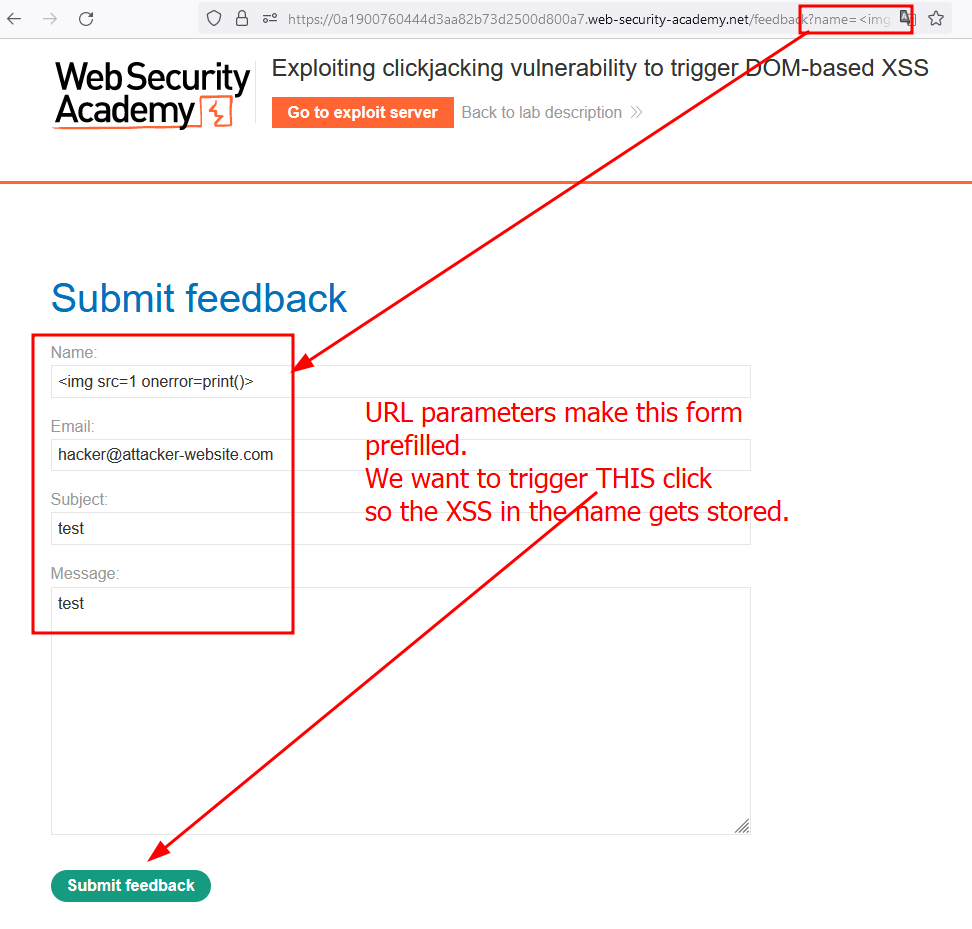 https://0a1900760444d3aa82b73d2500d800a7.web-security-academy.net/feedback?name=<img
Web Security
Academy
Exploiting clickjacking vulnerability to trigger DOM-based XSS
Go to exploit server
Back to lab description
Submit feedback
Name:
<img src=1 onerror=print()>
Email:
hacker@attacker-website.com
Subject:
test
Message:
test
URL parameters make this form
prefilled.
We want to trigger THIS click
so the XSS in the name gets stored.
Submit feedback